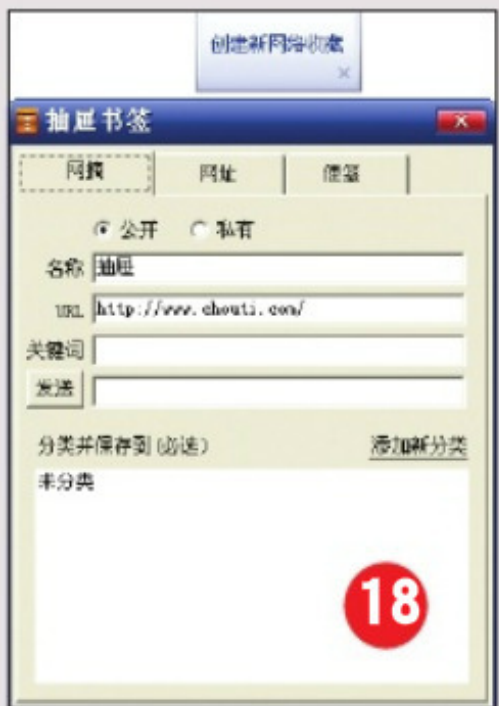 创建新网络收藏
抽屉书签
网摘 网址 便笺
公开 私有
名称 抽屉
URL http://www.chouti.com/
关键词
发送
分类并保存到(必选) 添加新分类
未分类
18